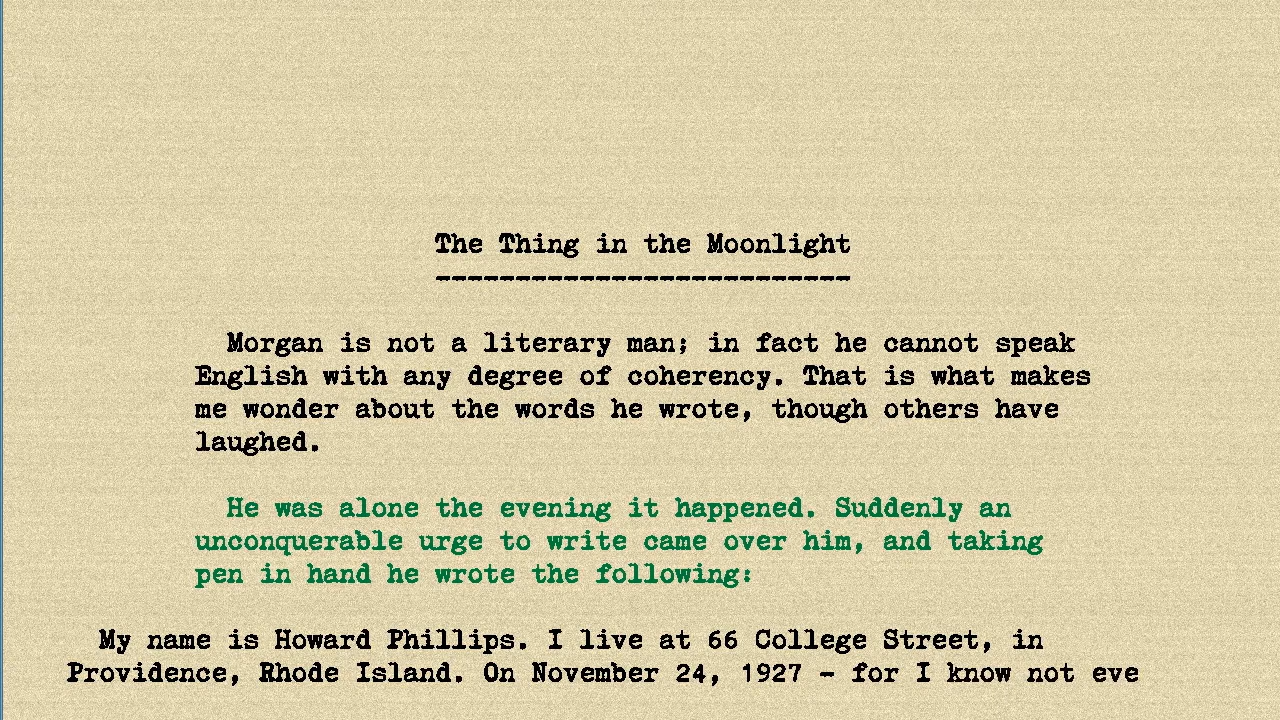 The Thing in the Moonlight
--------------------------
Morgan is not a literary man; in fact he cannot speak
English with any degree of coherency. That is what makes
me wonder about the words he wrote, though others have
laughed.
He was alone the evening it happened. Suddenly an
unconquerable urge to write came over him, and taking
pen in hand he wrote the following:
My name is Howard Phillips. I live at 66 College Street, in
Providence, Rhode Island. On November 24, 1927 – for I know not eve